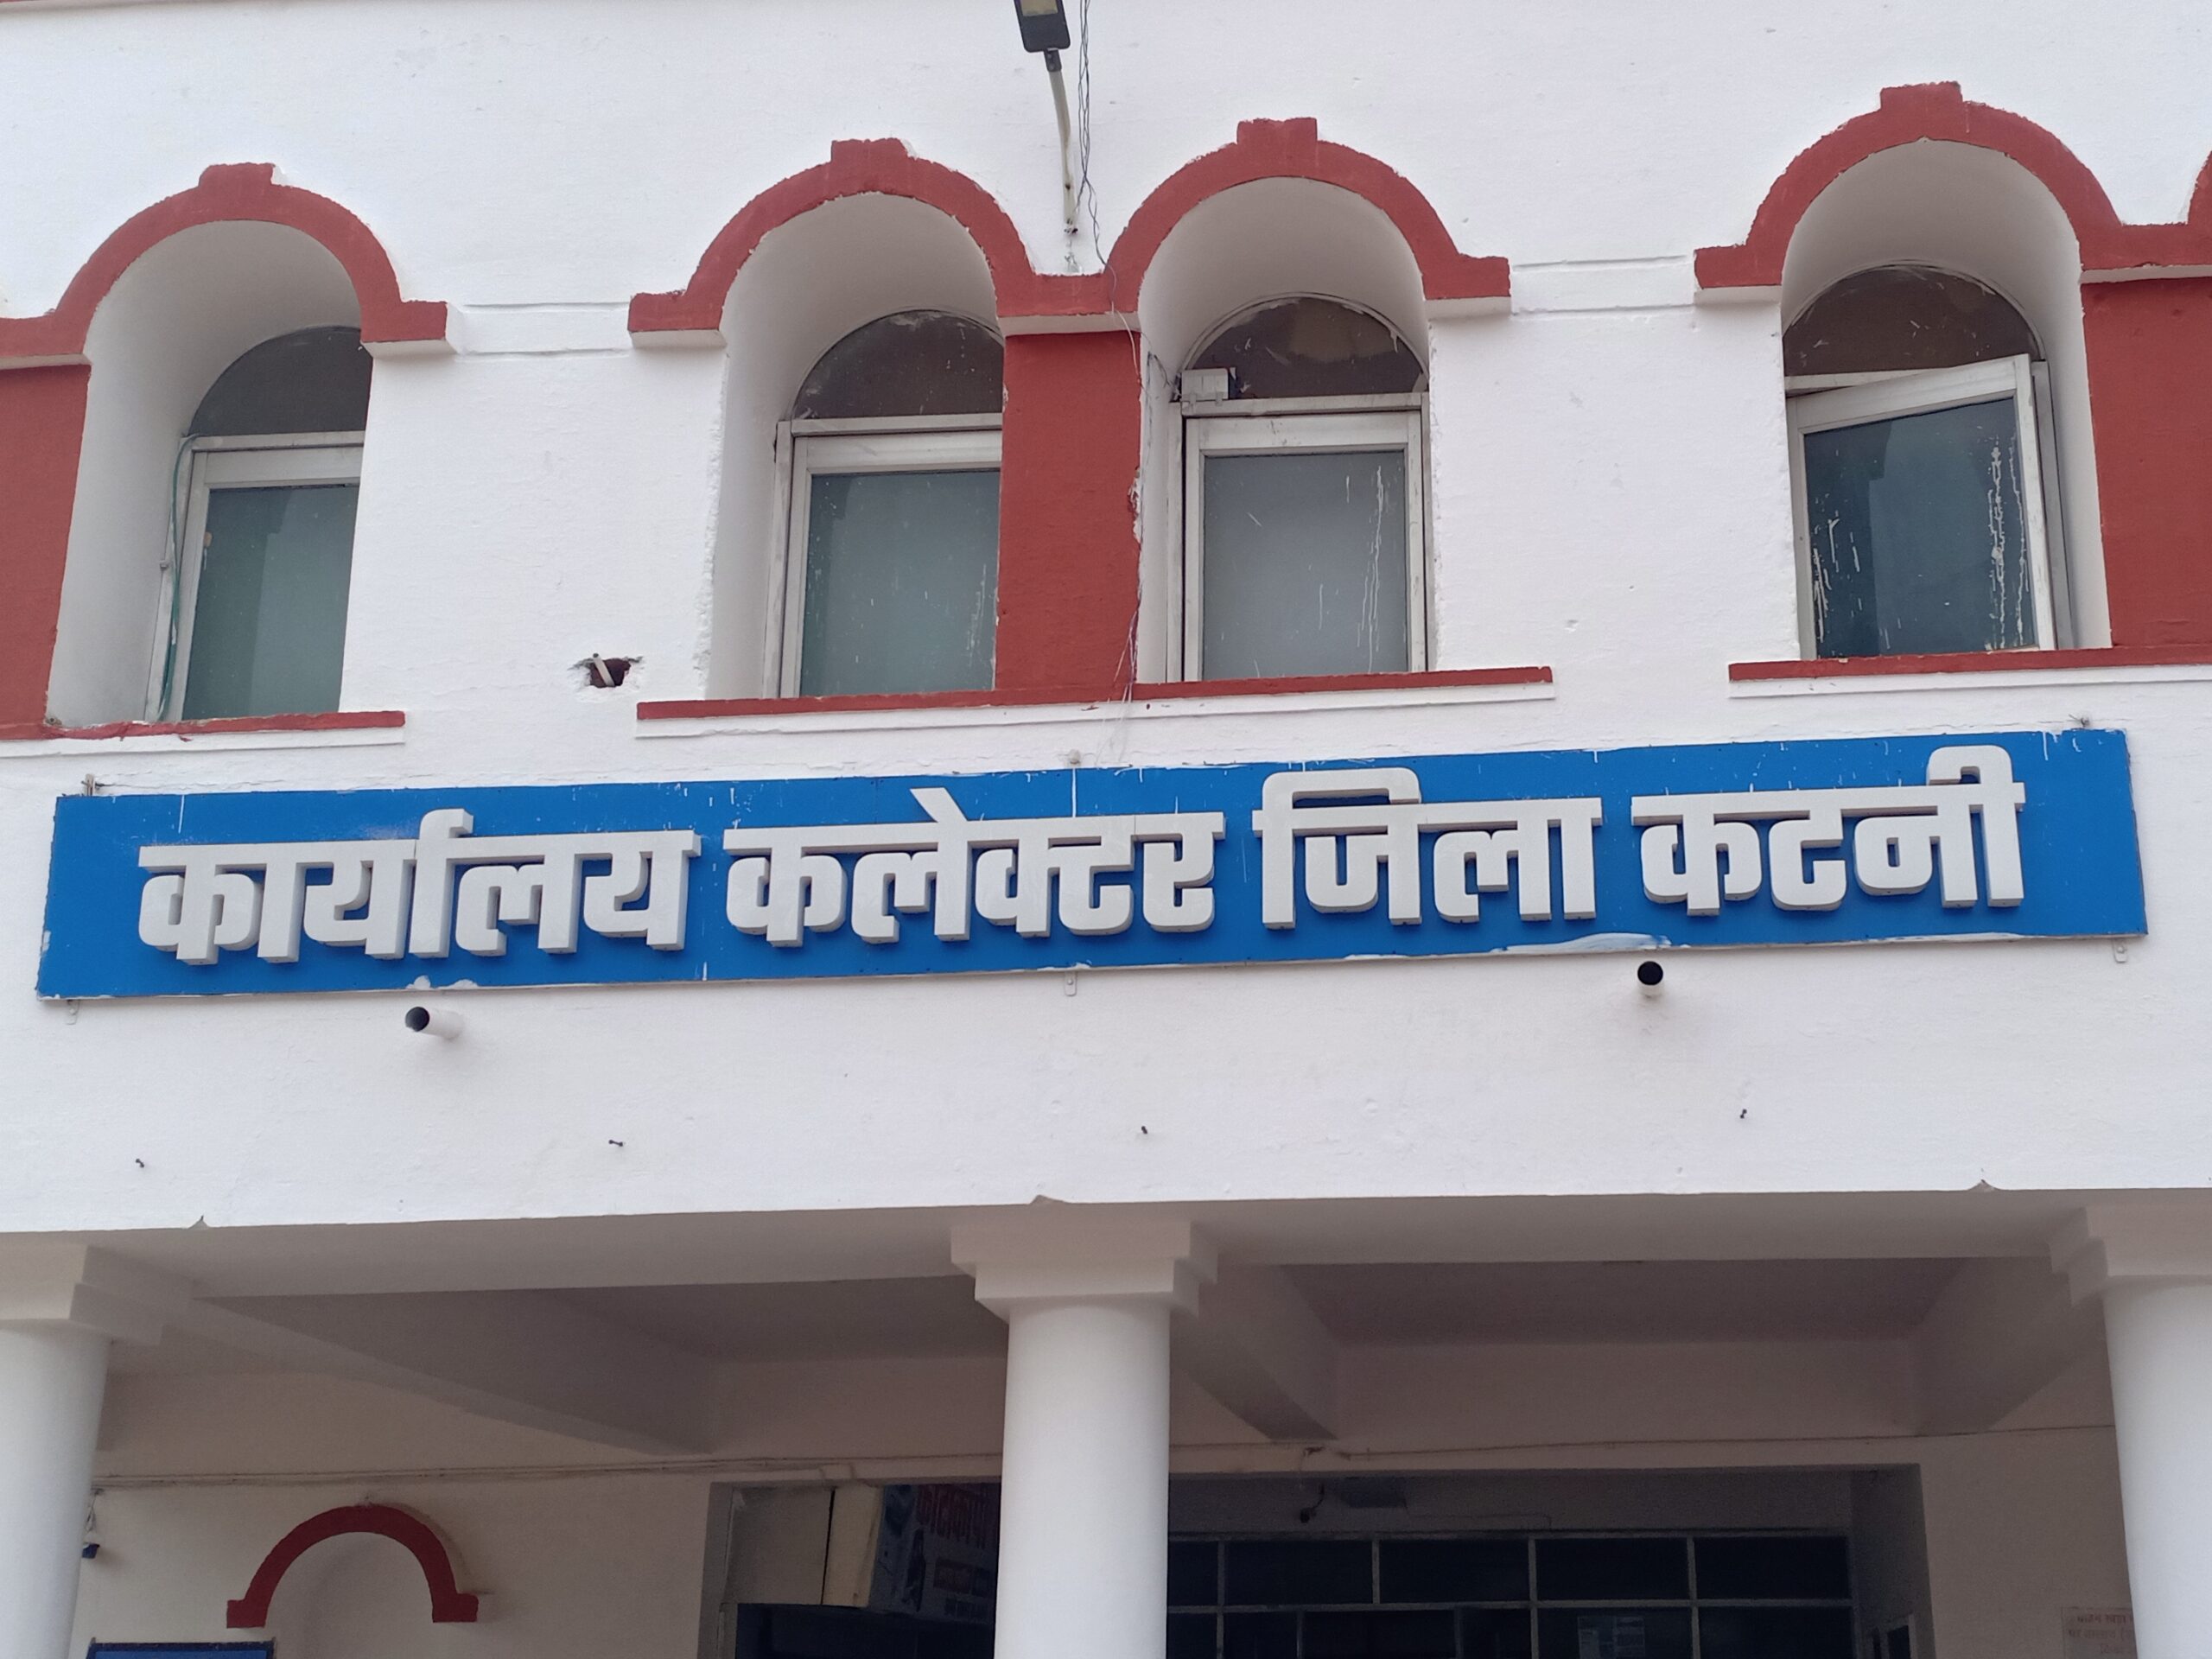 कार्यालय कलेक्टर जिला कटनी